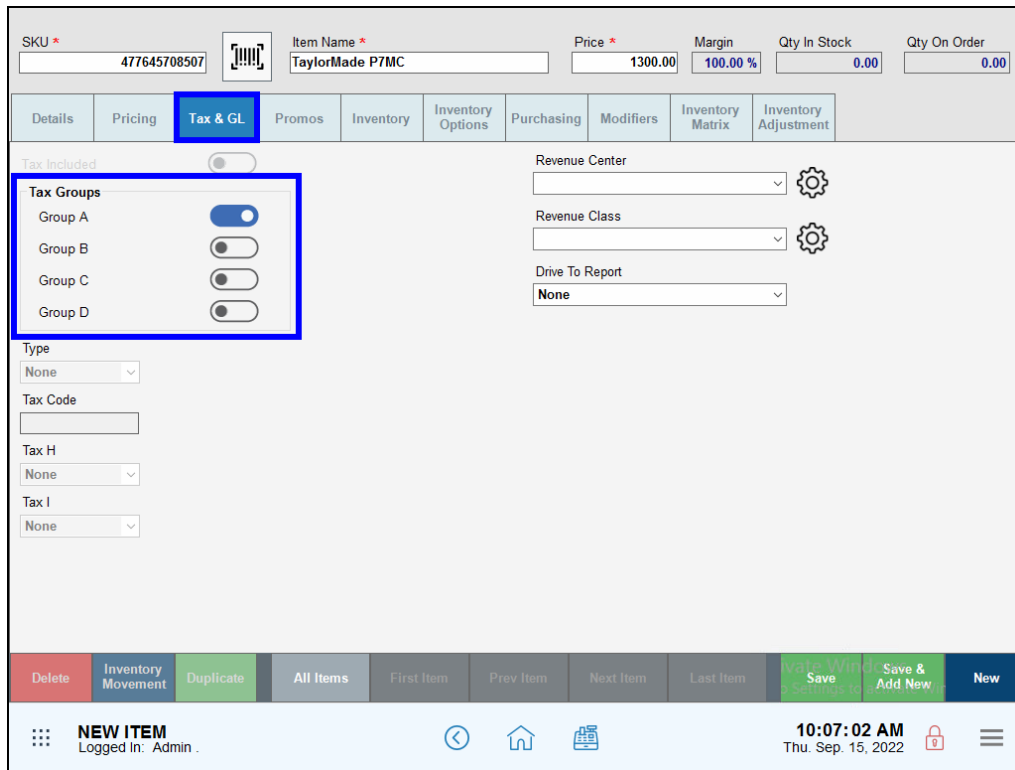 SKU * Item Name * Price * Margin Qty In Stock Qty On Order
477645708507 TaylorMade P7MC 1300.00 100.00 % 0.00 0.00
Details Pricing Tax & GL Promos Inventory Inventory Options Purchasing Modifiers Inventory Matrix Inventory Adjustment
Tax Included
Revenue Center
Tax Groups
Group A
Revenue Class
Group B
Group C
Drive To Report
None
Group D
Type
None
Tax Code
Tax H
None
Tax I
None
Delete Inventory Movement Duplicate All Items First Item Prev Item Next Item Last Item Save Save & Add New New
NEW ITEM
Logged In: Admin .
10:07:02 AM
Thu. Sep. 15, 2022